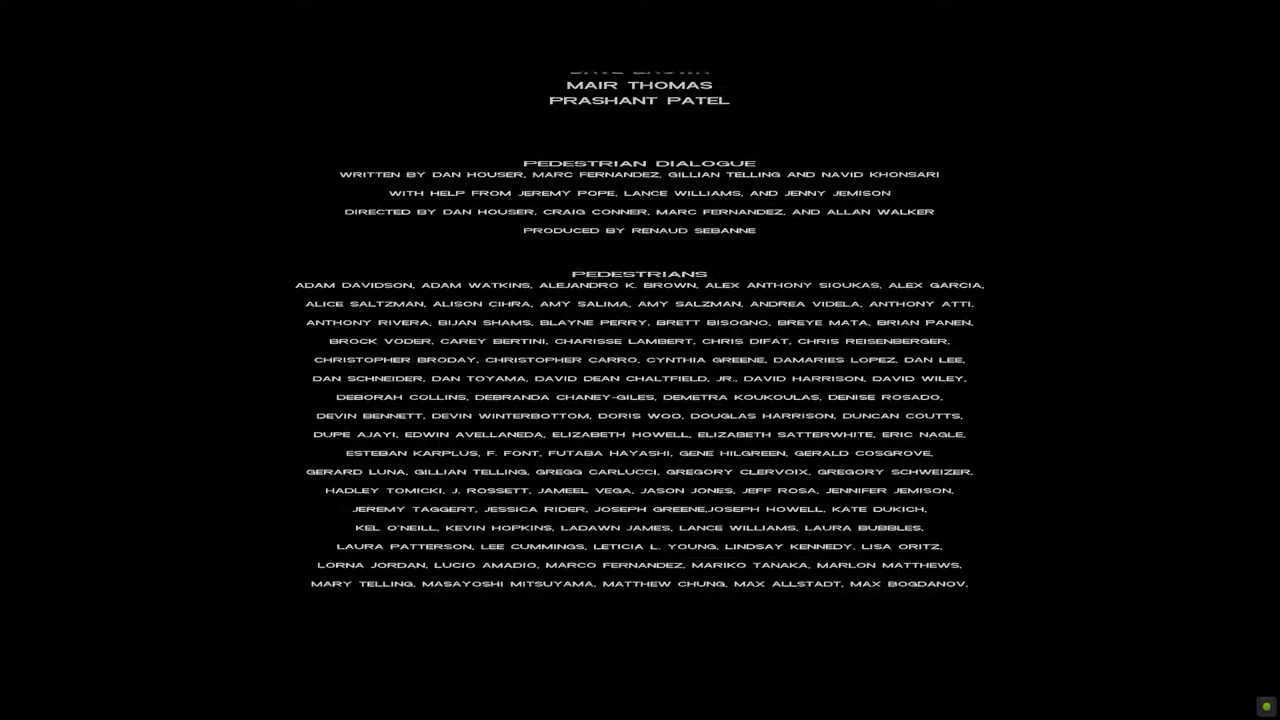 MAIR THOMAS
PRASHANT PATEL
PEDESTRIAN DIALOGUE
WRITTEN BY DAN HOUSER, MARC FERNANDEZ, GILLIAN TELLING AND NAVID KHONSARI
WITH HELP FROM JEREMY POPE, LANCE WILLIAMS, AND JENNY JEMISON
DIRECTED BY DAN HOUSER, CRAIG CONNER, MARC FERNANDEZ, AND ALLAN WALKER
PRODUCED BY RENAUD SEBANNE
PEDESTRIANS
ADAM DAVIDSON, ADAM WATKINS, ALEJANDRO K. BROWN, ALEX ANTHONY SIOUKAS, ALEX GARCIA,
ALICE SALTZMAN, ALISON CIHRA, AMY SALIMA, AMY SALZMAN, ANDREA VIDELA, ANTHONY ATTI,
ANTHONY RIVERA, BIJAN SHAMS, BLAYNE PERRY, BRETT BISOGNO, BREYE MATA, BRIAN PANEN,
BROCK VODER, CAREY BERTINI, CHARISSE LAMBERT, CHRIS DIFAT, CHRIS REISENBERGER,
CHRISTOPHER BRODAY, CHRISTOPHER CARRO, CYNTHIA GREENE, DAMARIES LOPEZ, DAN LEE,
DAN SCHNEIDER, DAN TOYAMA, DAVID DEAN CHALTFIELD, JR., DAVID HARRISON, DAVID WILEY,
DEBORAH COLLINS, DEBRANDA CHANEY-GILES, DEMETRA KOUKOULAS, DENISE ROSADO,
DEVIN BENNETT, DEVIN WINTERBOTTOM, DORIS WOO, DOUGLAS HARRISON, DUNCAN COUTTS,
DUPE AJAYI, EDWIN AVELLANEDA, ELIZABETH HOWELL, ELIZABETH SATTERWHITE, ERIC NAGLE,
ESTEBAN KARPLUS, F. FONT, FUTABA HAYASHI, GENE HILGREEN, GERALD COSGROVE,
GERARD LUNA, GILLIAN TELLING, GREGG CARLUCCI, GREGORY CLERVOIX, GREGORY SCHWEIZER,
HADLEY TOMICKI, J. ROSSETT, JAMEEL VEGA, JASON JONES, JEFF ROSA, JENNIFER JEMISON,
JEREMY TAGGERT, JESSICA RIDER, JOSEPH GREENE,JOSEPH HOWELL, KATE DUKICH,
KEL O'NEILL, KEVIN HOPKINS, LADAWN JAMES, LANCE WILLIAMS, LAURA BUBBLES,
LAURA PATTERSON, LEE CUMMINGS, LETICIA L. YOUNG, LINDSAY KENNEDY, LISA ORITZ,
LORNA JORDAN, LUCIO AMADIO, MARCO FERNANDEZ, MARIKO TANAKA, MARLON MATTHEWS,
MARY TELLING, MASAYOSHI MITSUYAMA, MATTHEW CHUNG, MAX ALLSTADT, MAX BOGDANOV,